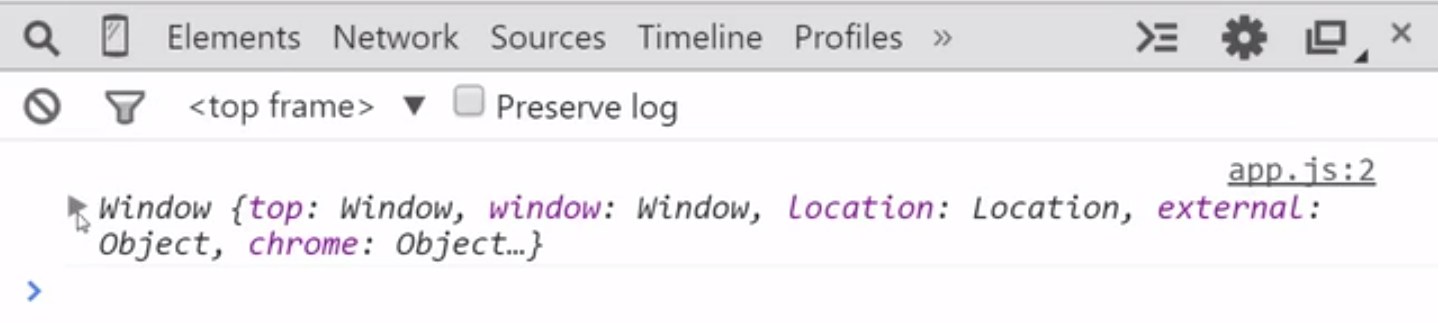 Elements Network Sources Timeline Profiles »
<top frame> ▼ Preserve log
app.js:2
Window {top: Window, window: Window, location: Location, external:
Object, chrome: Object…}